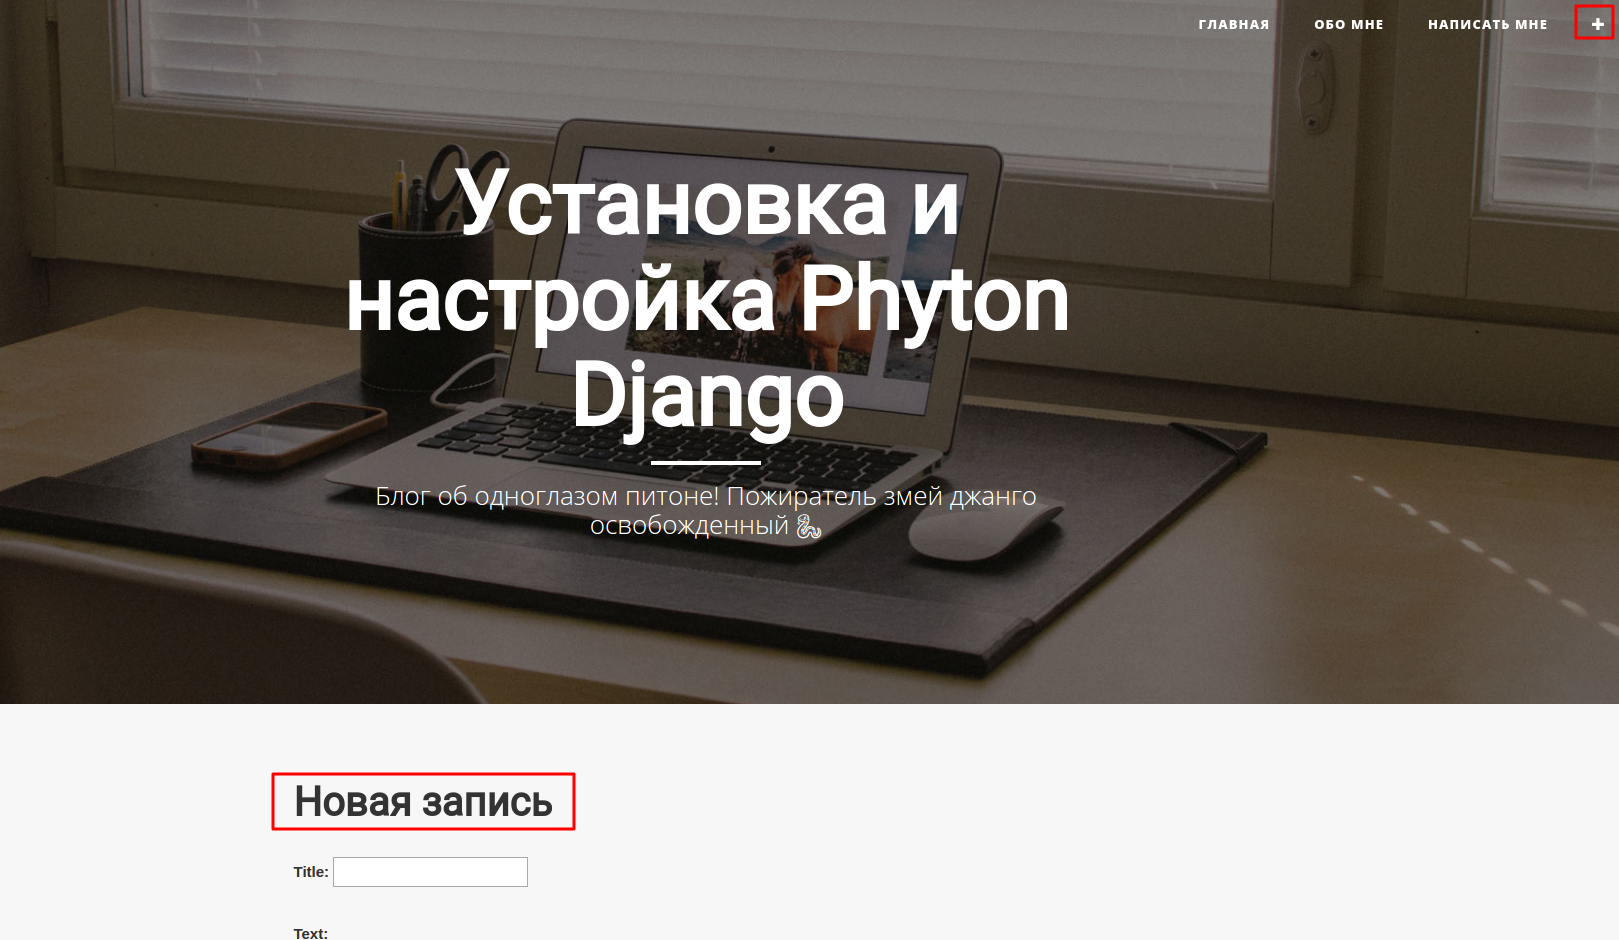 ГЛАВНАЯ ОБО МНЕ НАПИСАТЬ МНЕ +
Установка и
настройка Phyton
Django
Блог об одноглазом питоне! Пожиратель змей джанго
освобожденный 🐍
Новая запись
Title:
Text: